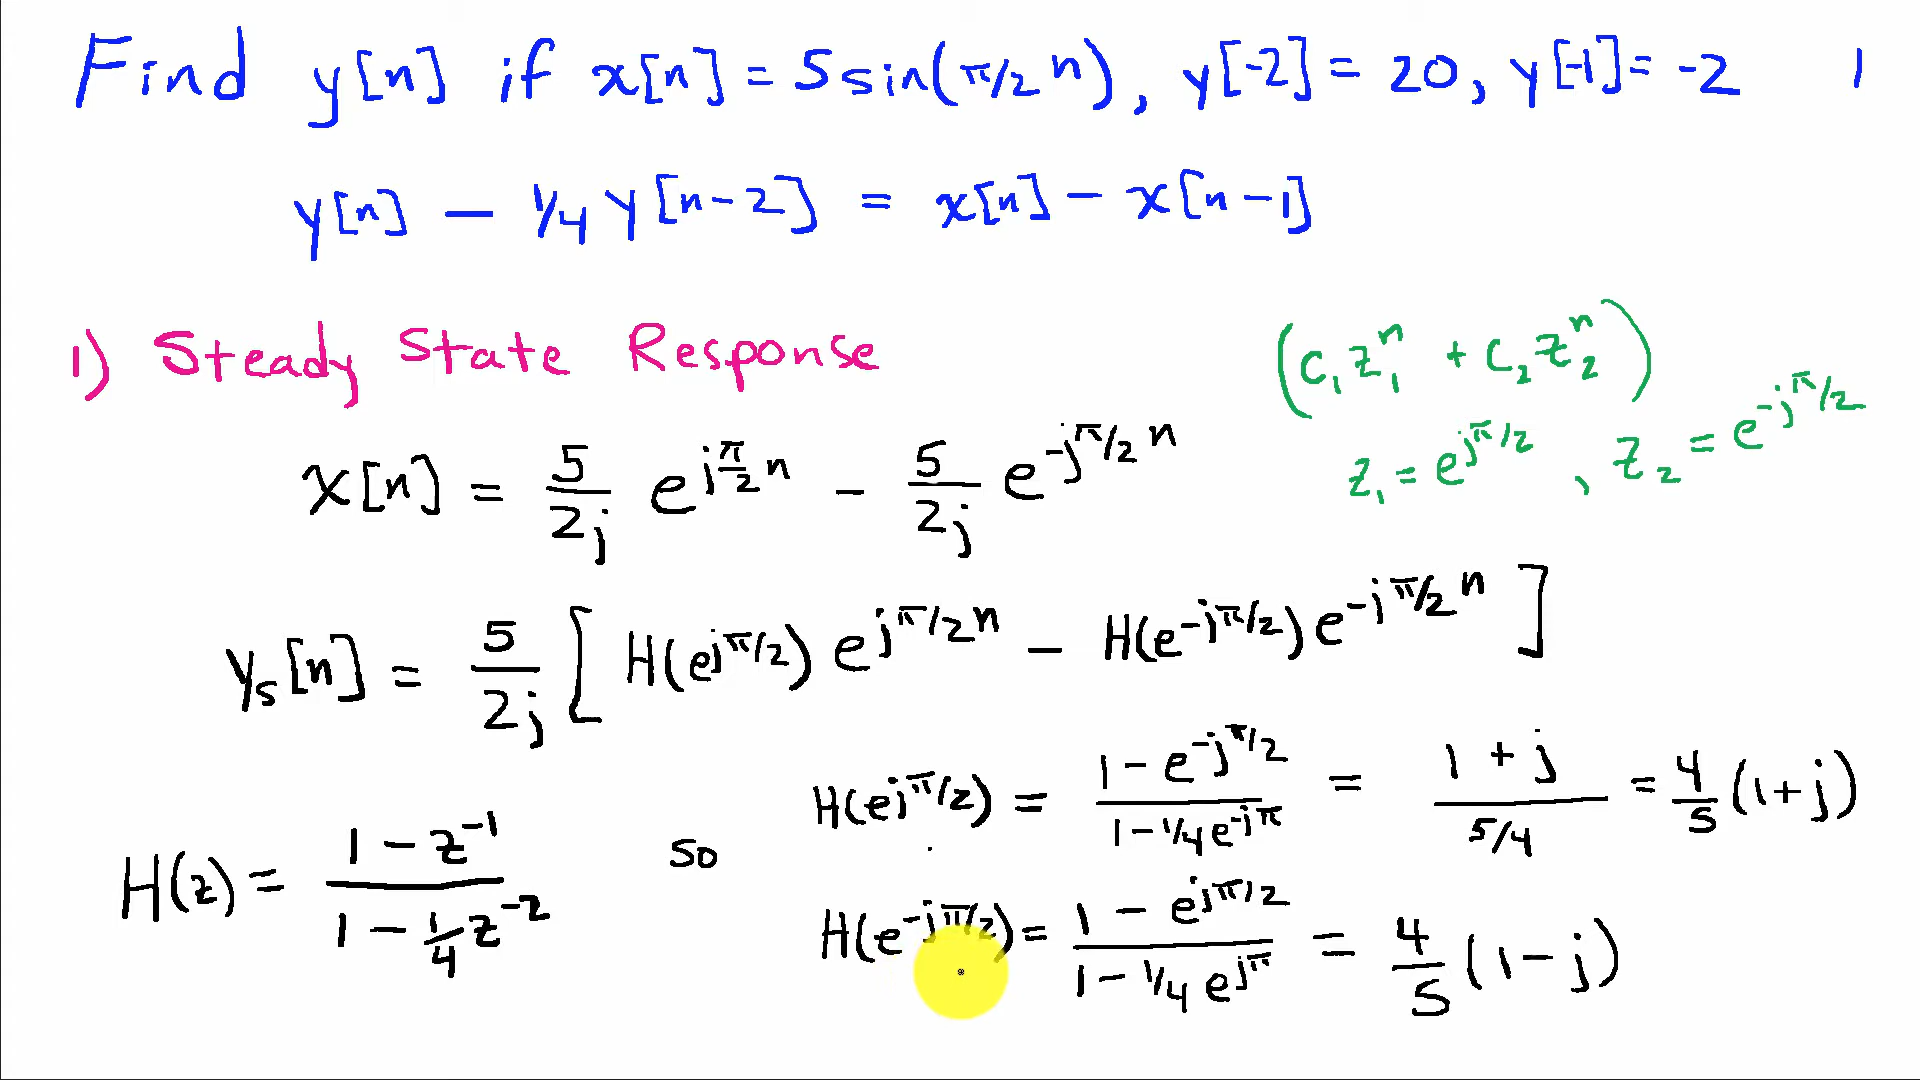 Find y[n] if x[n] = 5 sin(π/2 n), y[-2] = 20, y[-1] = -2 1
y[n] - 1/4 y[n-2] = x[n] - x[n-1]
1) Steady State Response
(c₁z₁ⁿ + c₂z₂ⁿ)
z₁ = e^{jπ/2}, z₂ = e^{-jπ/2}
x[n] = 5/2j e^{jπ/2 n} - 5/2j e^{-jπ/2 n}
yₛ[n] = 5/2j [H(e^{jπ/2}) e^{jπ/2 n} - H(e^{-jπ/2}) e^{-jπ/2 n}]
H(z) = (1 - z⁻¹)/(1 - 1/4 z⁻²) so
H(e^{jπ/2}) = (1 - e^{-jπ/2})/(1 - 1/4 e^{-jπ}) = (1 + j)/(5/4) = 4/5 (1+j)
H(e^{-jπ/2}) = (1 - e^{jπ/2})/(1 - 1/4 e^{jπ}) = 4/5 (1-j)